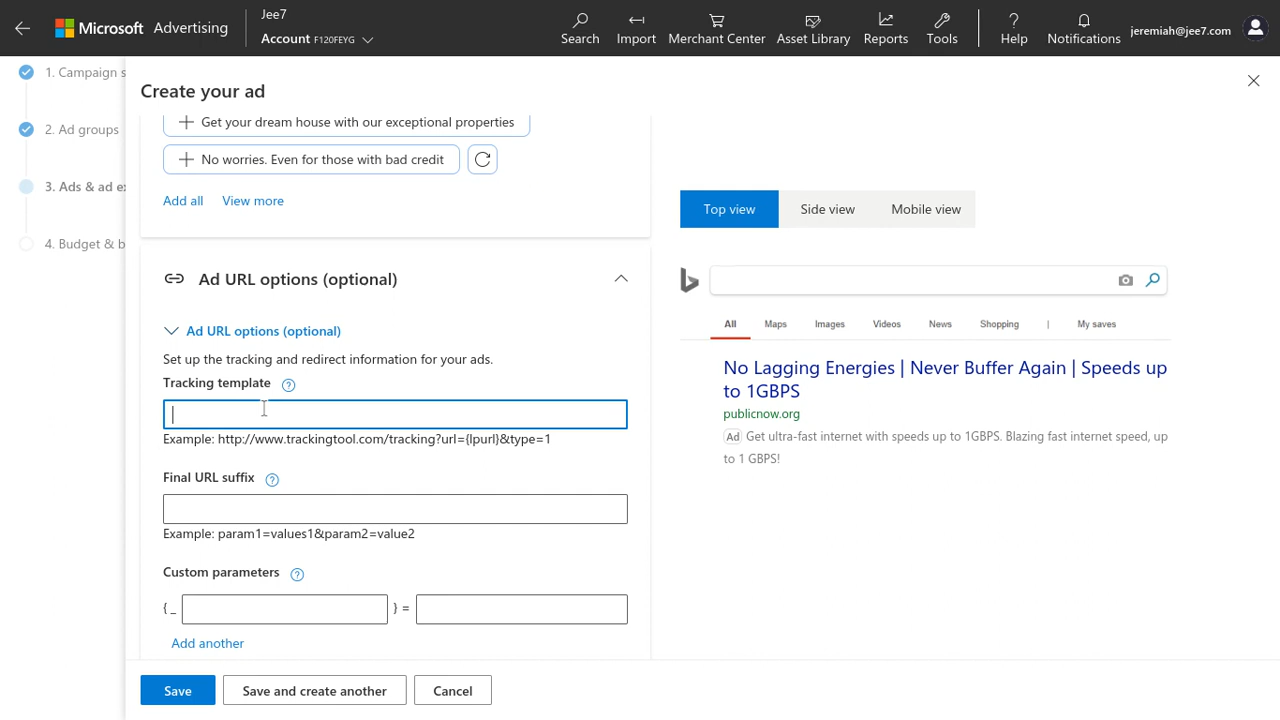 Microsoft Advertising
Jee7
Account F120FEYG
Search
Import
Merchant Center
Asset Library
Reports
Tools
Help
Notifications
jeremiah@jee7.com
1. Campaign s
2. Ad groups
3. Ads & ad ex
4. Budget & b
Create your ad
Get your dream house with our exceptional properties
No worries. Even for those with bad credit
Add all
View more
Ad URL options (optional)
Ad URL options (optional)
Set up the tracking and redirect information for your ads.
Tracking template ?
Example: http://www.trackingtool.com/tracking?url={lpurl}&type=1
Final URL suffix ?
Example: param1=values1&param2=value2
Custom parameters ?
{_ } =
Add another
Save
Save and create another
Cancel
Top view
Side view
Mobile view
All
Maps
Images
Videos
News
Shopping
|
My saves
No Lagging Energies | Never Buffer Again | Speeds up
to 1GBPS
publicnow.org
Ad Get ultra-fast internet with speeds up to 1GBPS. Blazing fast internet speed, up
to 1 GBPS!